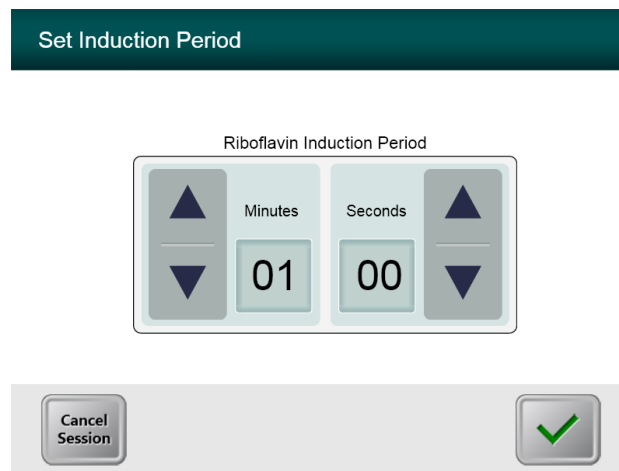 Set Induction Period
Riboflavin Induction Period
Minutes
Seconds
01
00
Cancel
Session